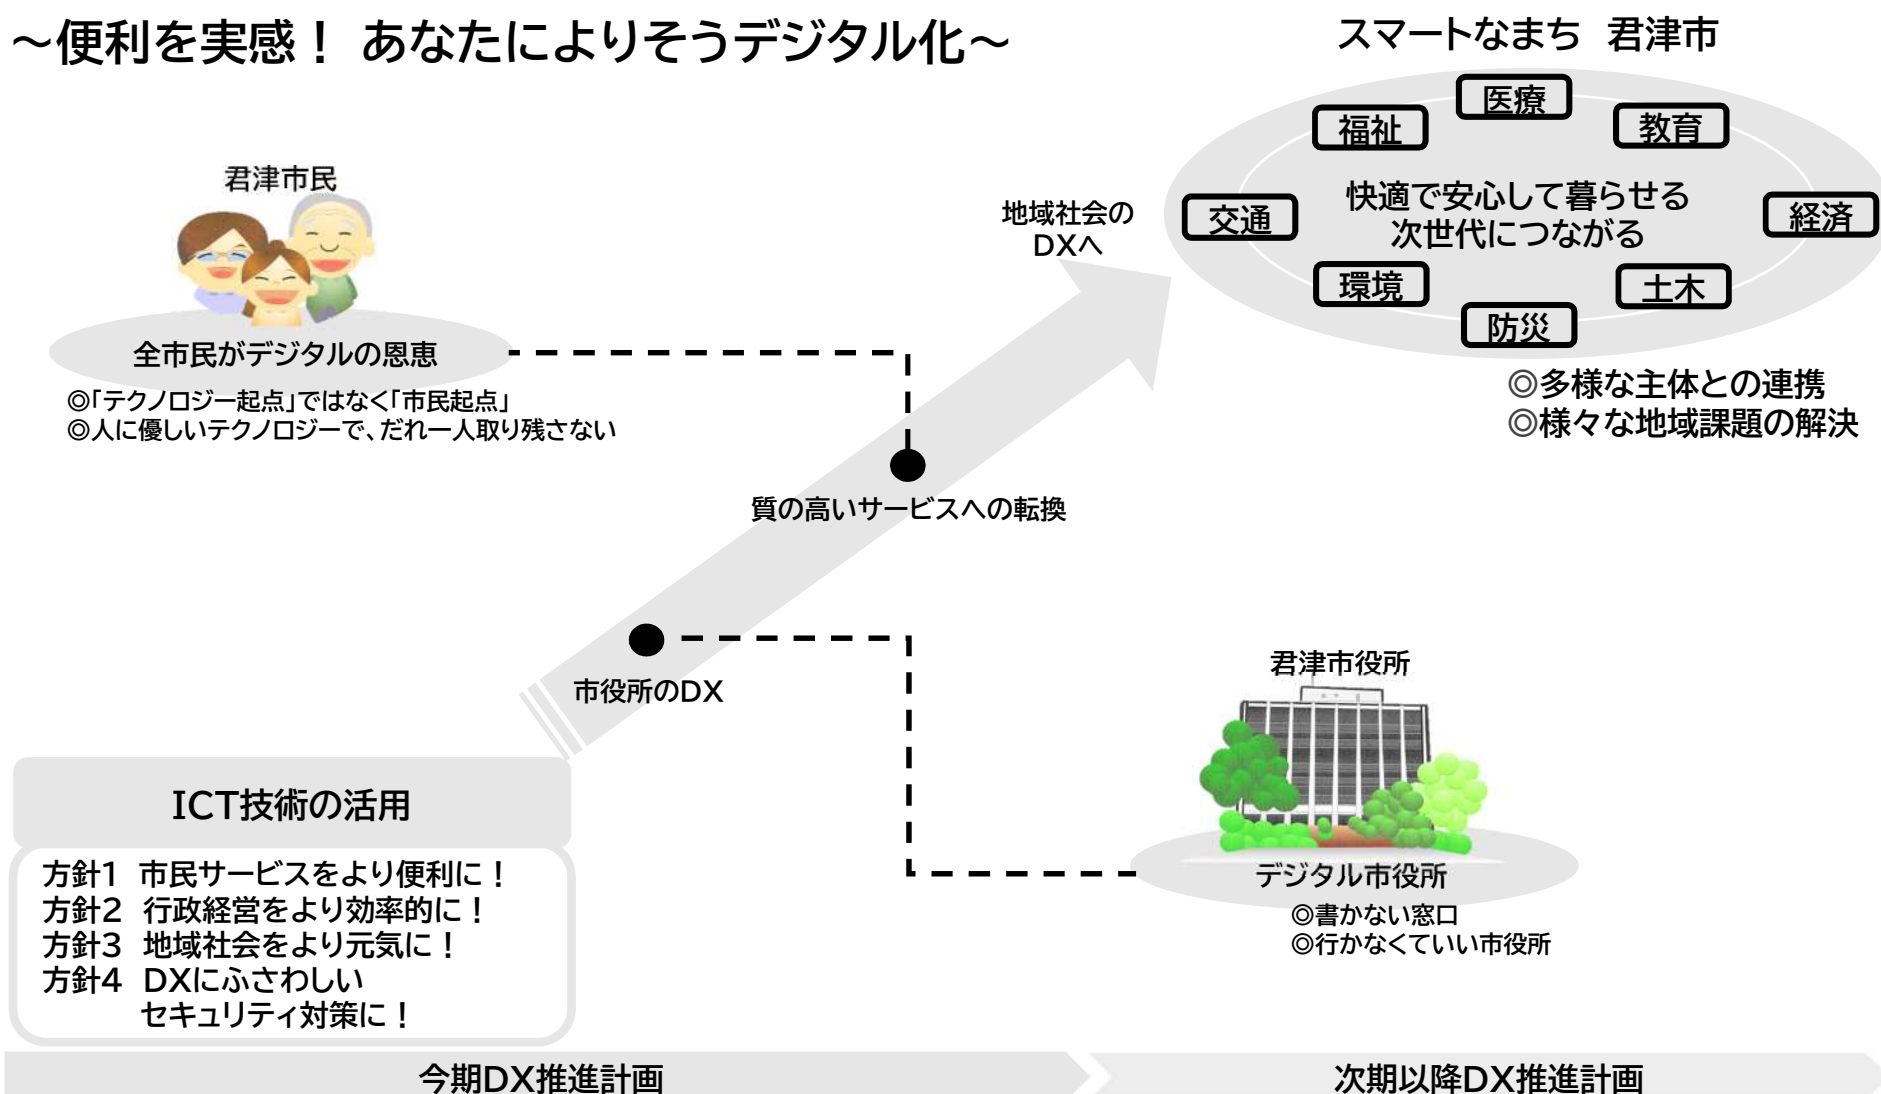 ～便利を実感！ あなたによりそうデジタル化～
スマートなまち 君津市
医療
福祉
教育
交通
快適で安心して暮らせる
次世代につながる
経済
環境
土木
防災
◎多様な主体との連携
◎様々な地域課題の解決
地域社会の
DXへ
君津市民
全市民がデジタルの恩恵
◎「テクノロジー起点」ではなく「市民起点」
◎人に優しいテクノロジーで、だれ一人取り残さない
質の高いサービスへの転換
市役所のDX
君津市役所
デジタル市役所
◎書かない窓口
◎行かなくていい市役所
ICT技術の活用
方針1 市民サービスをより便利に！
方針2 行政経営をより効率的に！
方針3 地域社会をより元気に！
方針4 DXにふさわしい
セキュリティ対策に！
今期DX推進計画
次期以降DX推進計画